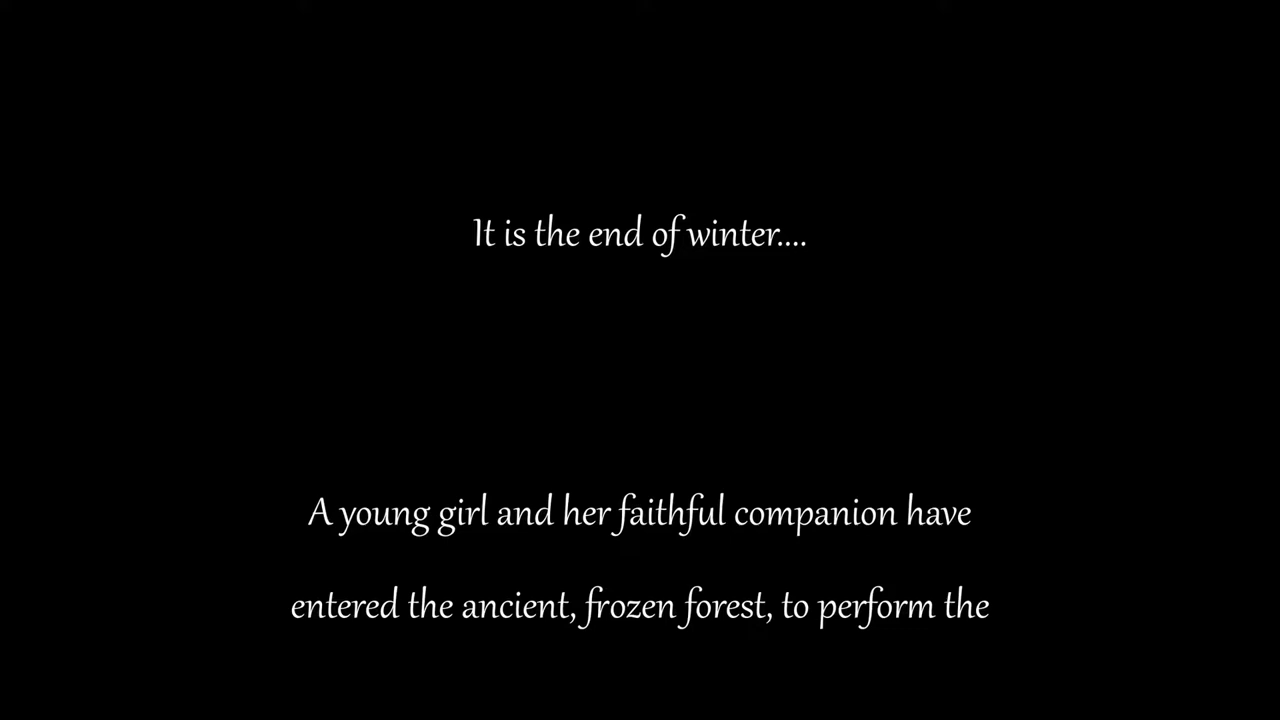 It is the end of winter....
A young girl and her faithful companion have
entered the ancient, frozen forest, to perform the